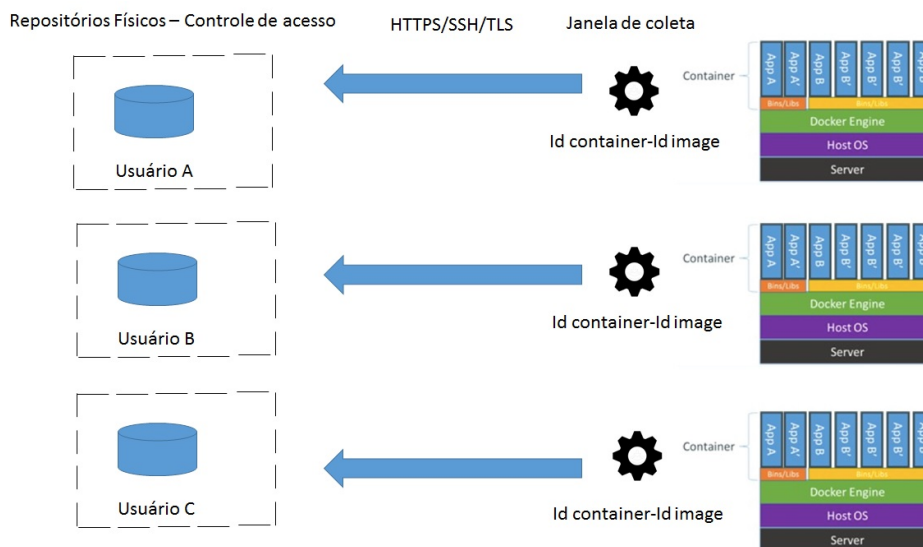 Repositórios Físicos – Controle de acesso
HTTPS/SSH/TLS
Janela de coleta
Usuário A
Id container-Id image
Container
App A
App A'
App B
App B'
App B'
App B'
Bins/Libs
Bins/Libs
Docker Engine
Host OS
Server
Usuário B
Id container-Id image
Container
App A
App A'
App B
App B'
App B'
App B'
Bins/Libs
Bins/Libs
Docker Engine
Host OS
Server
Usuário C
Id container-Id image
Container
App A
App A'
App B
App B'
App B'
App B'
Bins/Libs
Bins/Libs
Docker Engine
Host OS
Server